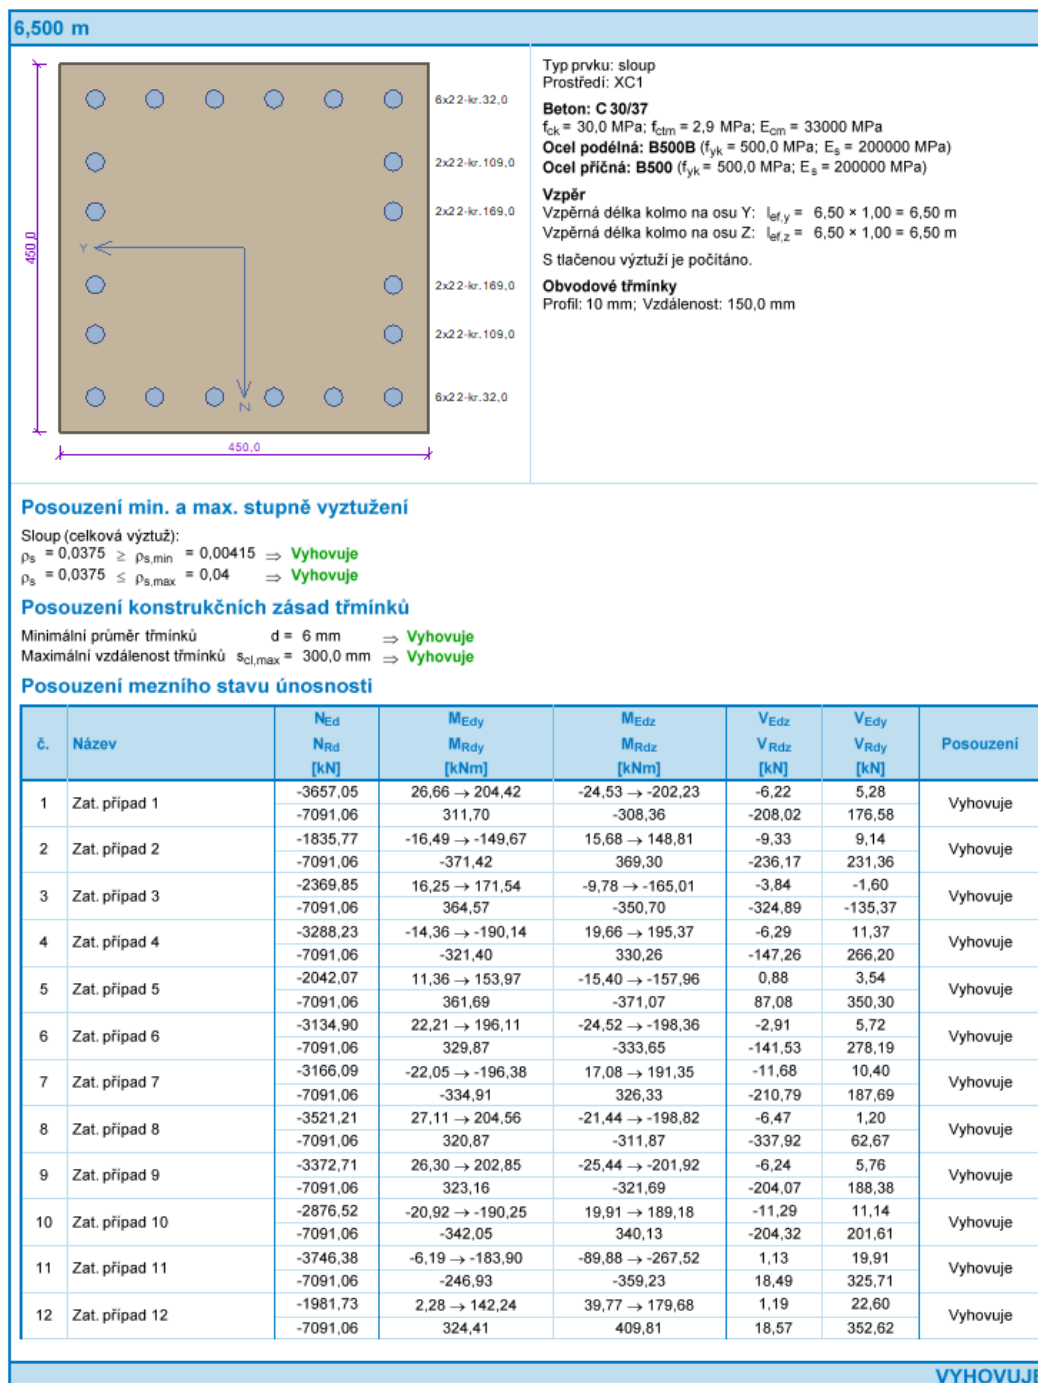 6,500 m
6x22-kr.32,0
2x22-kr.109,0
2x22-kr.169,0
Y
450,0
2x22-kr.169,0
2x22-kr.109,0
6x22-kr.32,0
N
450,0
Typ prvku: sloup
Prostředí: XC1
Beton: C 30/37
fck = 30,0 MPa; fctm = 2,9 MPa; Ecm = 33000 MPa
Ocel podélná: B500B (fyk = 500,0 MPa; Es = 200000 MPa)
Ocel příčná: B500 (fyk = 500,0 MPa; Es = 200000 MPa)
Vzpěr
Vzpěrná délka kolmo na osu Y: lef,y = 6,50 × 1,00 = 6,50 m
Vzpěrná délka kolmo na osu Z: lef,z = 6,50 × 1,00 = 6,50 m
S tlačenou výztuží je počítáno.
Obvodové třmínky
Profil: 10 mm; Vzdálenost: 150,0 mm
Posouzení min. a max. stupně vyztužení
Sloup (celková výztuž):
ρs = 0,0375 ≥ ρs,min = 0,00415 ⇒ Vyhovuje
ρs = 0,0375 ≤ ρs,max = 0,04 ⇒ Vyhovuje
Posouzení konstrukčních zásad třmínků
Minimální průměr třmínků d = 6 mm ⇒ Vyhovuje
Maximální vzdálenost třmínků scl,max = 300,0 mm ⇒ Vyhovuje
Posouzení mezního stavu únosnosti
NEd MEdy MEdz VEdz VEdy
č. Název NRd MRdy MRdz VRdz VRdy Posouzení
[kN] [kNm] [kNm] [kN] [kN]
1 Zat. případ 1 -3657,05 26,66 → 204,42 -24,53 → -202,23 -6,22 5,28 Vyhovuje
-7091,06 311,70 -308,36 -208,02 176,58
2 Zat. případ 2 -1835,77 -16,49 → -149,67 15,68 → 148,81 -9,33 9,14 Vyhovuje
-7091,06 -371,42 369,30 -236,17 231,36
3 Zat. případ 3 -2369,85 16,25 → 171,54 -9,78 → -165,01 -3,84 -1,60 Vyhovuje
-7091,06 364,57 -350,70 -324,89 -135,37
4 Zat. případ 4 -3288,23 -14,36 → -190,14 19,66 → 195,37 -6,29 11,37 Vyhovuje
-7091,06 -321,40 330,26 -147,26 266,20
5 Zat. případ 5 -2042,07 11,36 → 153,97 -15,40 → -157,96 0,88 3,54 Vyhovuje
-7091,06 361,69 -371,07 87,08 350,30
6 Zat. případ 6 -3134,90 22,21 → 196,11 -24,52 → -198,36 -2,91 5,72 Vyhovuje
-7091,06 329,87 -333,65 -141,53 278,19
7 Zat. případ 7 -3166,09 -22,05 → -196,38 17,08 → 191,35 -11,68 10,40 Vyhovuje
-7091,06 -334,91 326,33 -210,79 187,69
8 Zat. případ 8 -3521,21 27,11 → 204,56 -21,44 → -198,82 -6,47 1,20 Vyhovuje
-7091,06 320,87 -311,87 -337,92 62,67
9 Zat. případ 9 -3372,71 26,30 → 202,85 -25,44 → -201,92 -6,24 5,76 Vyhovuje
-7091,06 323,16 -321,69 -204,07 188,38
10 Zat. případ 10 -2876,52 -20,92 → -190,25 19,91 → 189,18 -11,29 11,14 Vyhovuje
-7091,06 -342,05 340,13 -204,32 201,61
11 Zat. případ 11 -3746,38 -6,19 → -183,90 -89,88 → -267,52 1,13 19,91 Vyhovuje
-7091,06 -246,93 -359,23 18,49 325,71
12 Zat. případ 12 -1981,73 2,28 → 142,24 39,77 → 179,68 1,19 22,60 Vyhovuje
-7091,06 324,41 409,81 18,57 352,62
VYHOVUJE